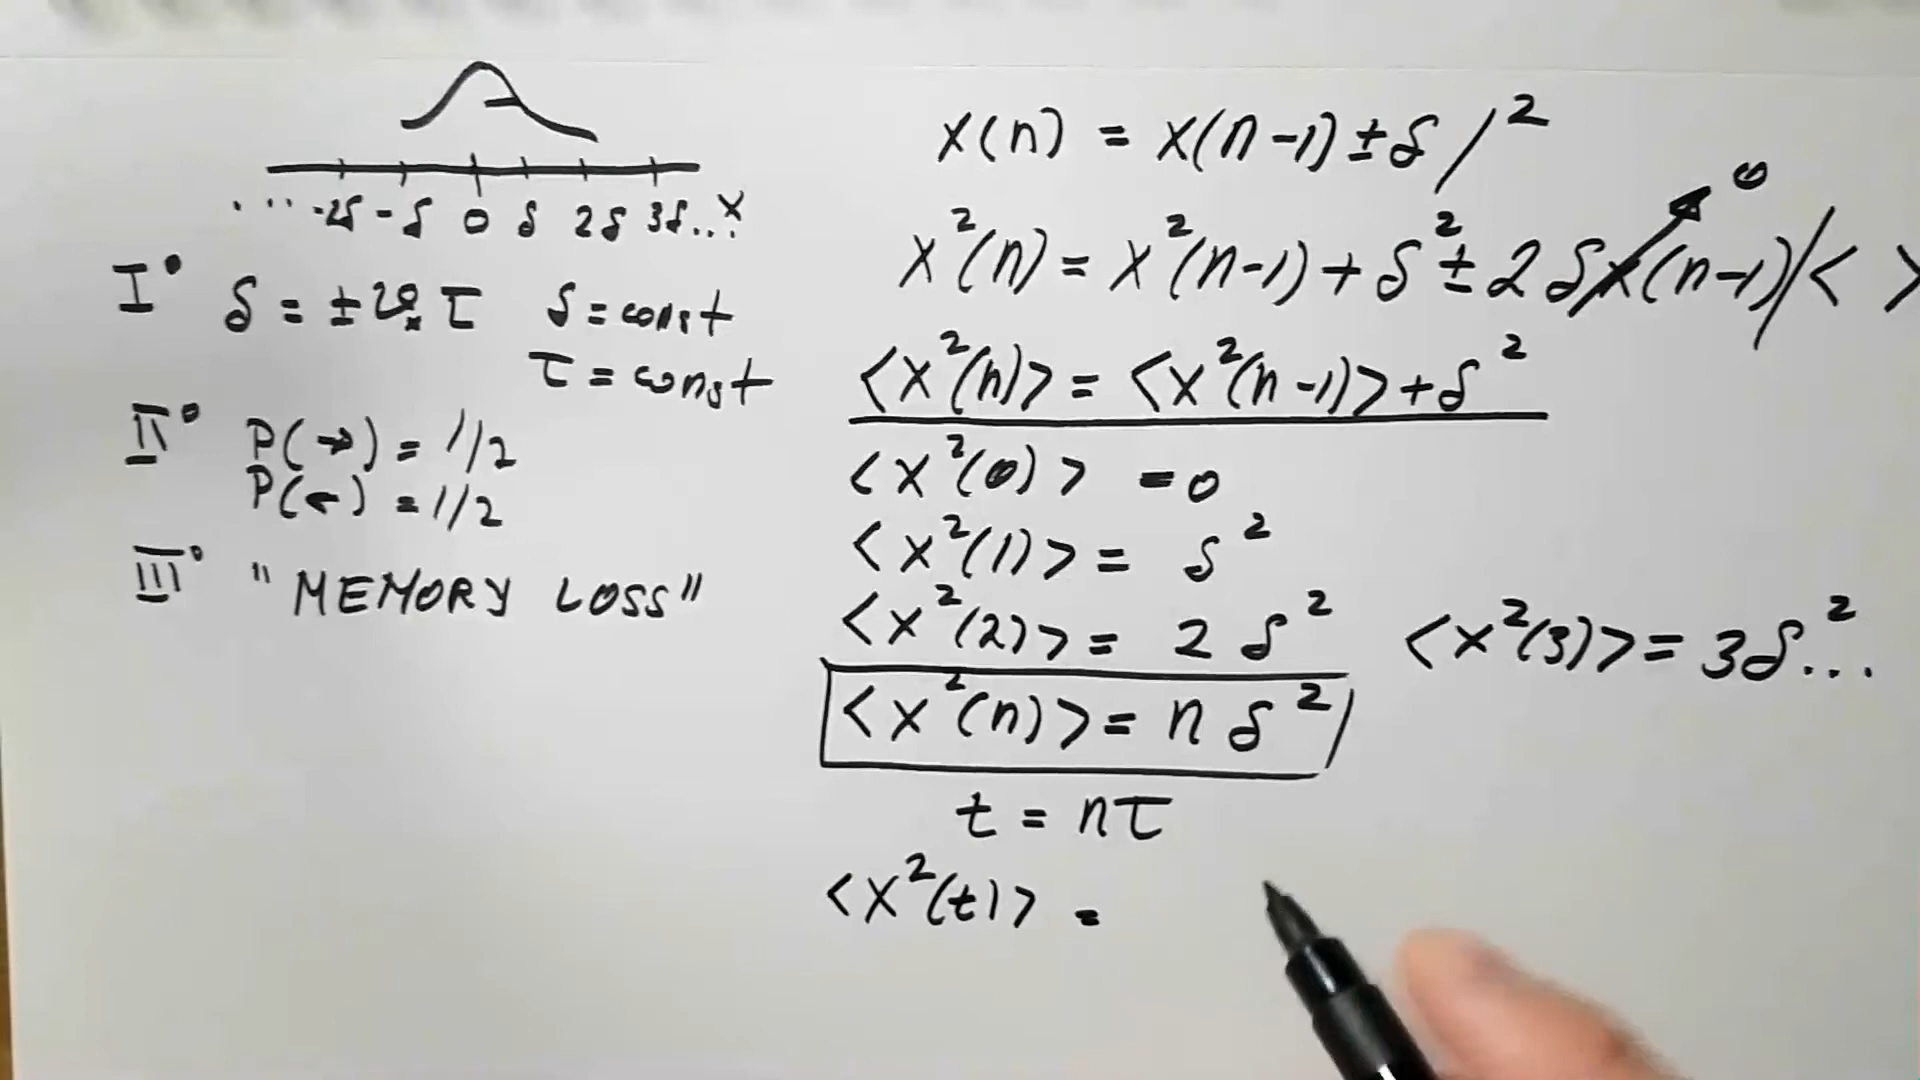 ... -2δ -δ 0 δ 2δ 3δ... x
I° δ = ±υₓ τ δ = const
τ = const
II° P(→) = 1/2
P(←) = 1/2
III° "MEMORY LOSS"
x(n) = x(n-1) ± δ /²
x²(n) = x²(n-1) + δ² ± 2δx(n-1) / < >
0
<x²(n)> = <x²(n-1)> + δ²
<x²(0)> = 0
<x²(1)> = δ²
<x²(2)> = 2δ² <x²(3)> = 3δ²...
<x²(n)> = nδ²
t = nτ
<x²(t)> =